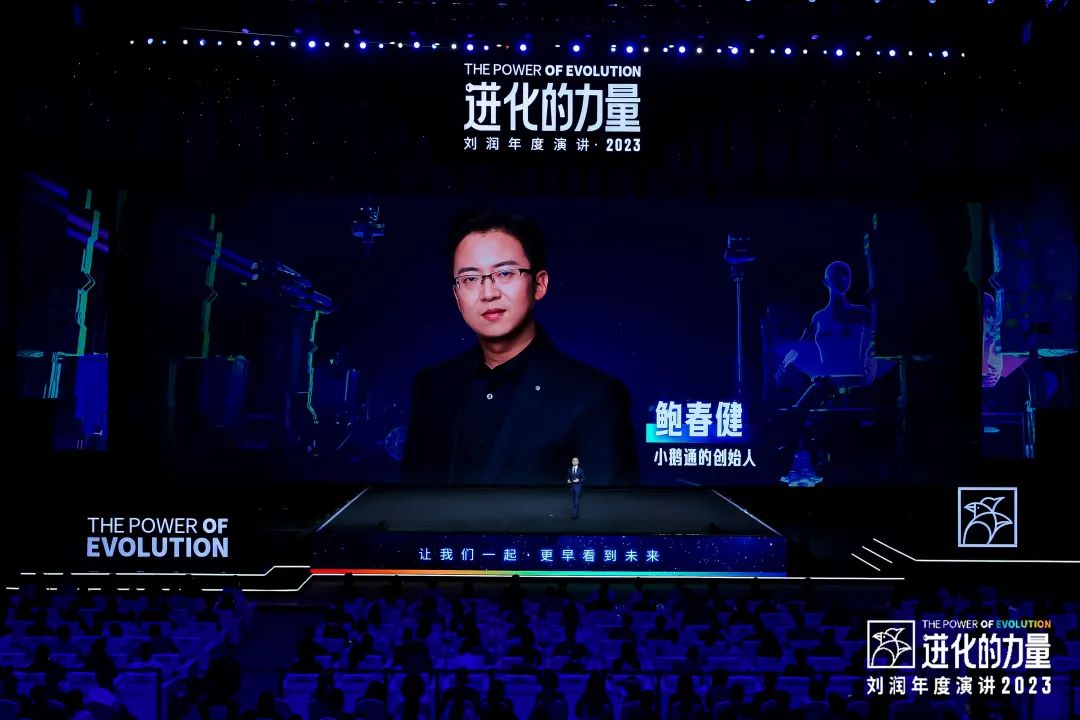 THE POWER OF EVOLUTION
进化的力量
刘润年度演讲·2023
鲍春健
小鹅通的创始人
THE POWER OF
EVOLUTION
让我们一起·更早看到未来
THE POWER OF EVOLUTION
进化的力量
刘润年度演讲2023